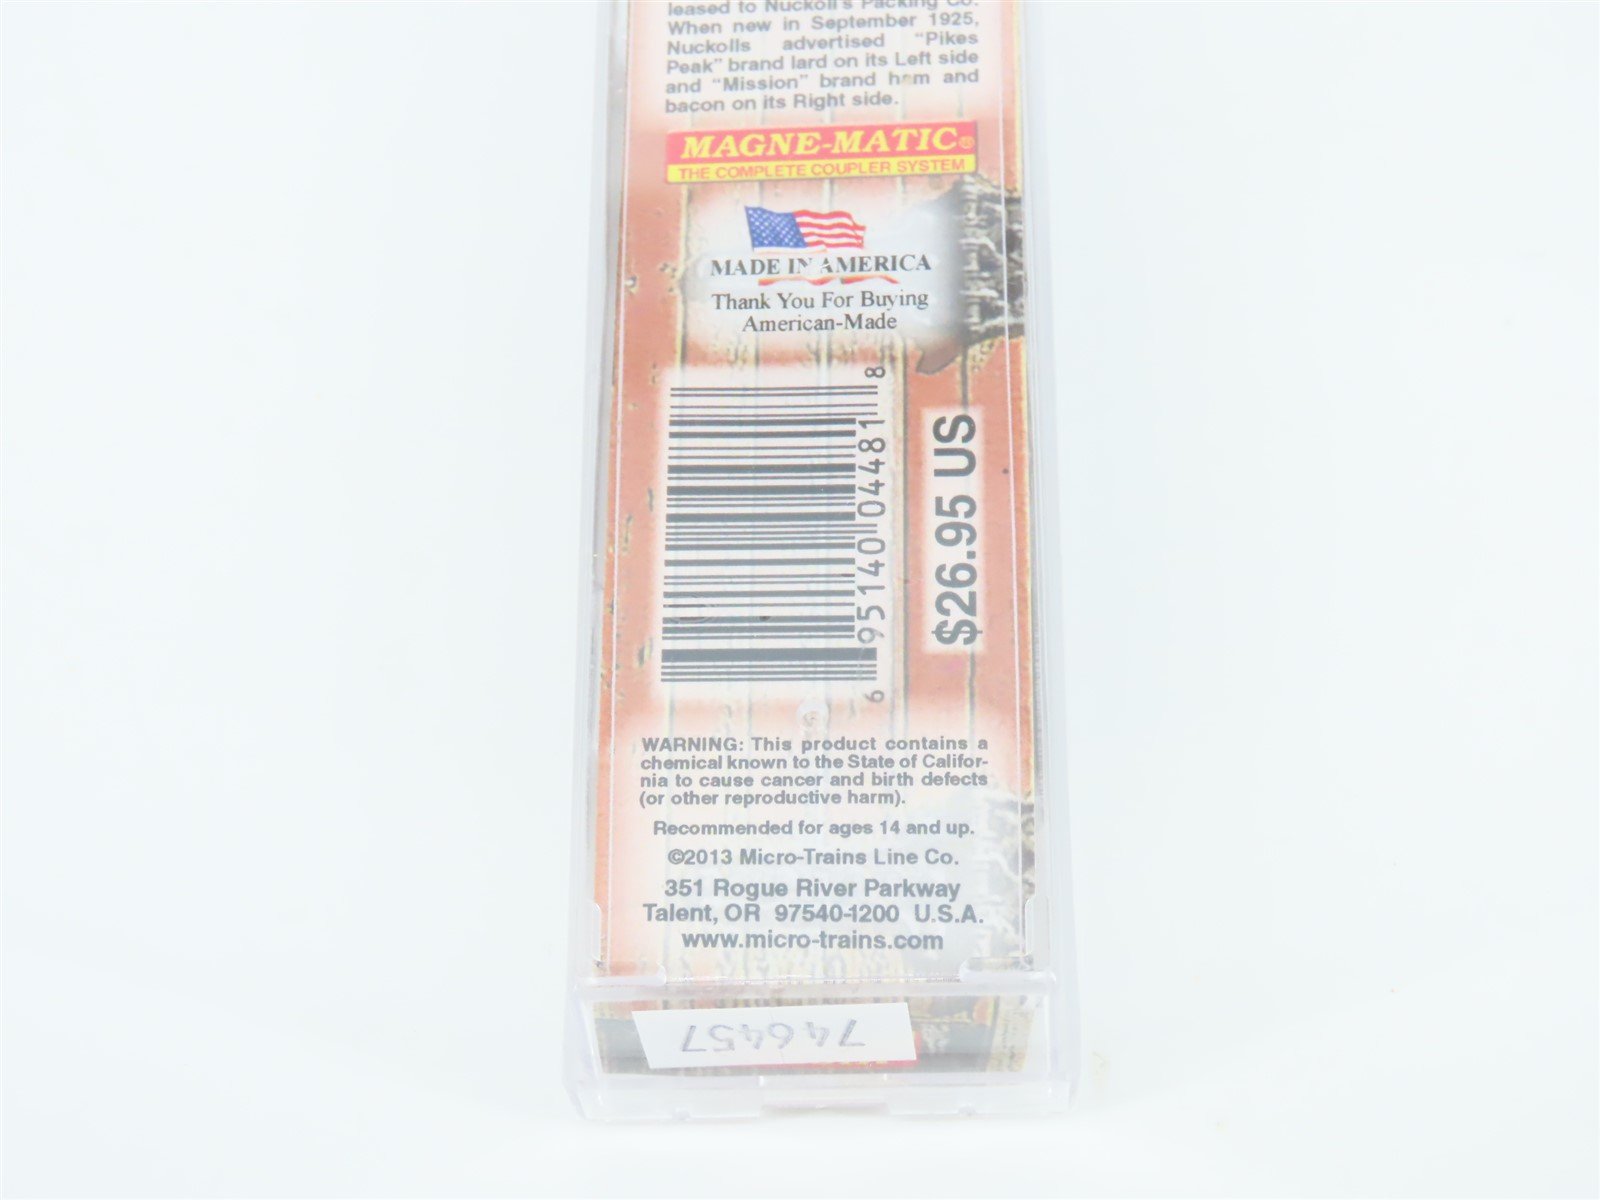 leased to Nuckoll's Packing Co.
When new in September 1925,
Nuckolls advertised "Pikes
Peak" brand lard on its Left side
and "Mission" brand ham and
bacon on its Right side.
MAGNE-MATIC®
THE COMPLETE COUPLER SYSTEM
MADE IN AMERICA
Thank You For Buying
American-Made
6 95140 04481 8
$26.95 US
WARNING: This product contains a
chemical known to the State of Califor-
nia to cause cancer and birth defects
(or other reproductive harm).
Recommended for ages 14 and up.
©2013 Micro-Trains Line Co.
351 Rogue River Parkway
Talent, OR 97540-1200 U.S.A.
www.micro-trains.com
746457